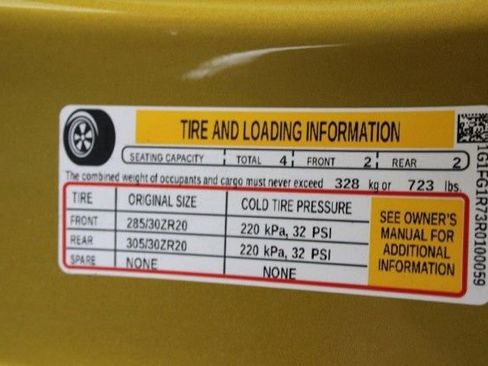 TIRE AND LOADING INFORMATION
SEATING CAPACITY TOTAL 4 FRONT 2 REAR 2
The combined weight of occupants and cargo must never exceed 328 kg or 723 lbs.
TIRE ORIGINAL SIZE COLD TIRE PRESSURE
FRONT 285/30ZR20 220 kPa, 32 PSI
REAR 305/30ZR20 220 kPa, 32 PSI
SPARE NONE NONE
SEE OWNER'S
MANUAL FOR
ADDITIONAL
INFORMATION
1G1FG1R73R0100059